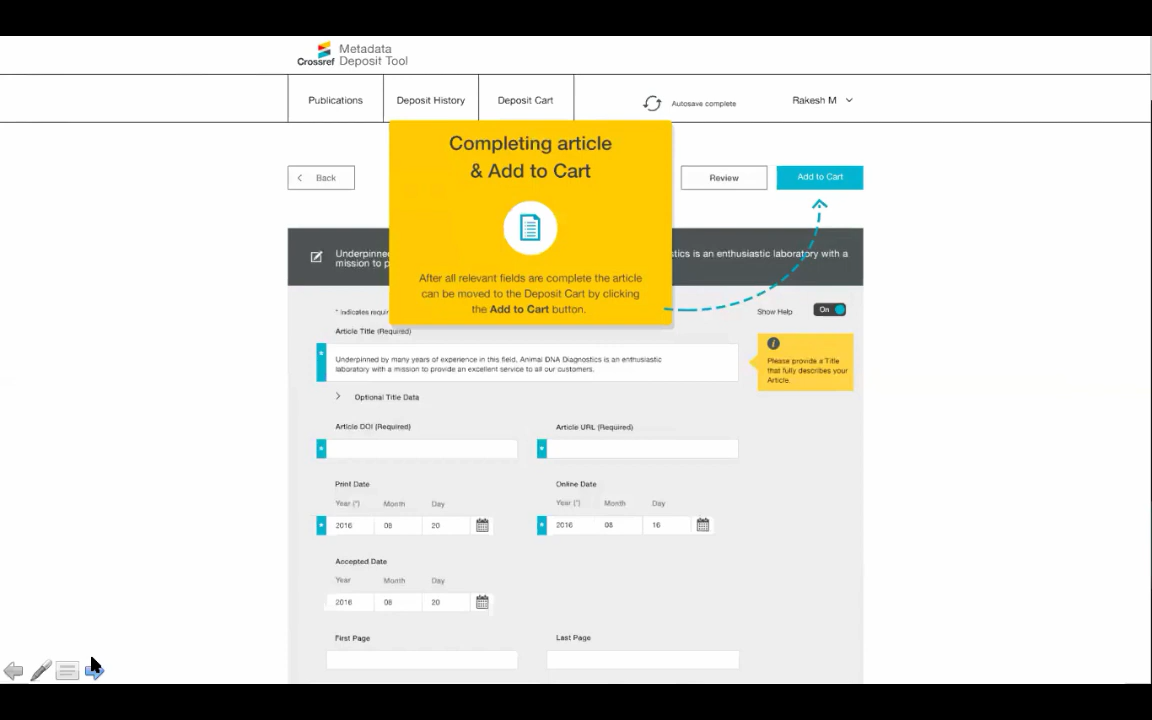 Metadata
Crossref Deposit Tool
Publications
Deposit History
Deposit Cart
Autosave complete
Rakesh M
Completing article
& Add to Cart
Back
Review
Add to Cart
Underpinned
stics is an enthusiastic laboratory with a
mission to p
After all relevant fields are complete the article
can be moved to the Deposit Cart by clicking
the Add to Cart button.
* Indicates requir
Show Help
On
Article Title (Required)
Underpinned by many years of experience in this field, Animal DNA Diagnostics is an enthusiastic
laboratory with a mission to provide an excellent service to all our customers.
i
Please provide a Title
that fully describes your
Article.
Optional Title Data
Article DOI (Required)
Article URL (Required)
*
*
*
Print Date
Online Date
Year (*) Month Day
Year (*) Month Day
* 2016 08 20
* 2016 08 16
Accepted Date
Year Month Day
2016 08 20
First Page
Last Page